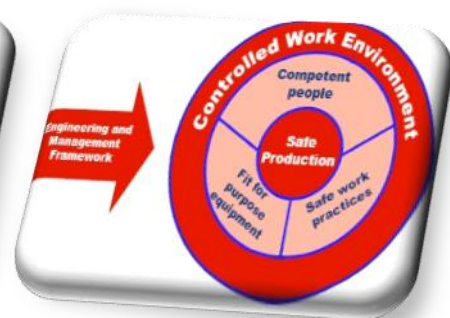 Engineering and
Management
Framework
Controlled Work Environment
Competent
people
Safe
Production
Fit for
purpose
equipment
Safe work
practices